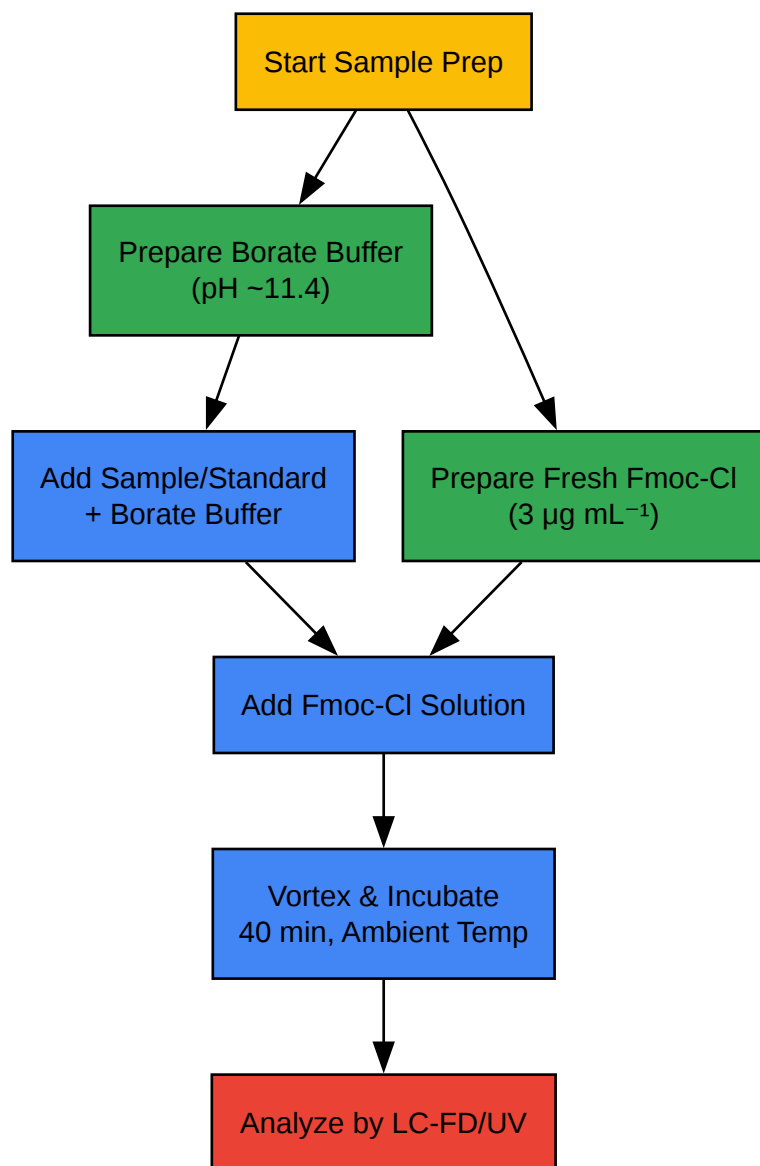 Start Sample Prep
Prepare Borate Buffer
(pH ~11.4)
Add Sample/Standard
+ Borate Buffer
Prepare Fresh Fmoc-Cl
(3 μg mL⁻¹)
Add Fmoc-Cl Solution
Vortex & Incubate
40 min, Ambient Temp
Analyze by LC-FD/UV